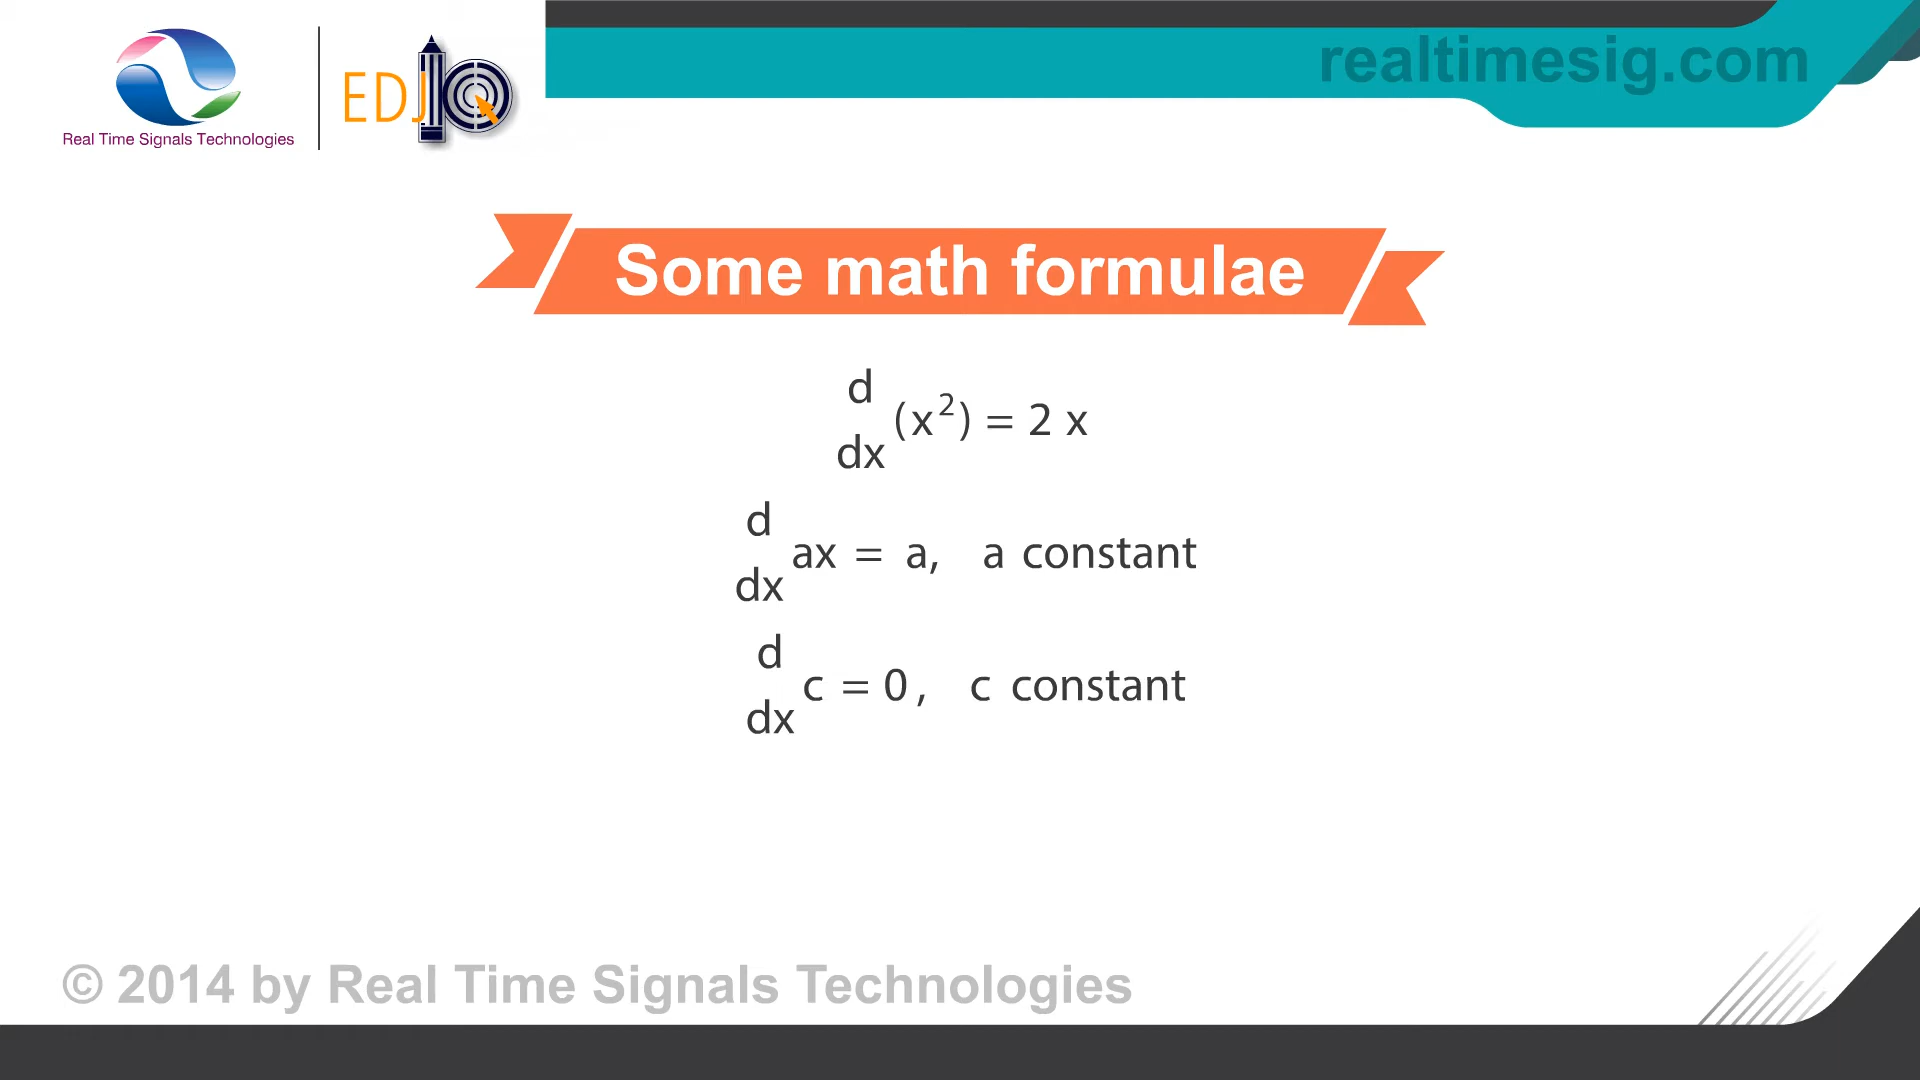 realtimesig.com
Real Time Signals Technologies
EDJ
Some math formulae
d
dx (x²) = 2 x
d
dx ax = a, a constant
d
dx c = 0, c constant
© 2014 by Real Time Signals Technologies